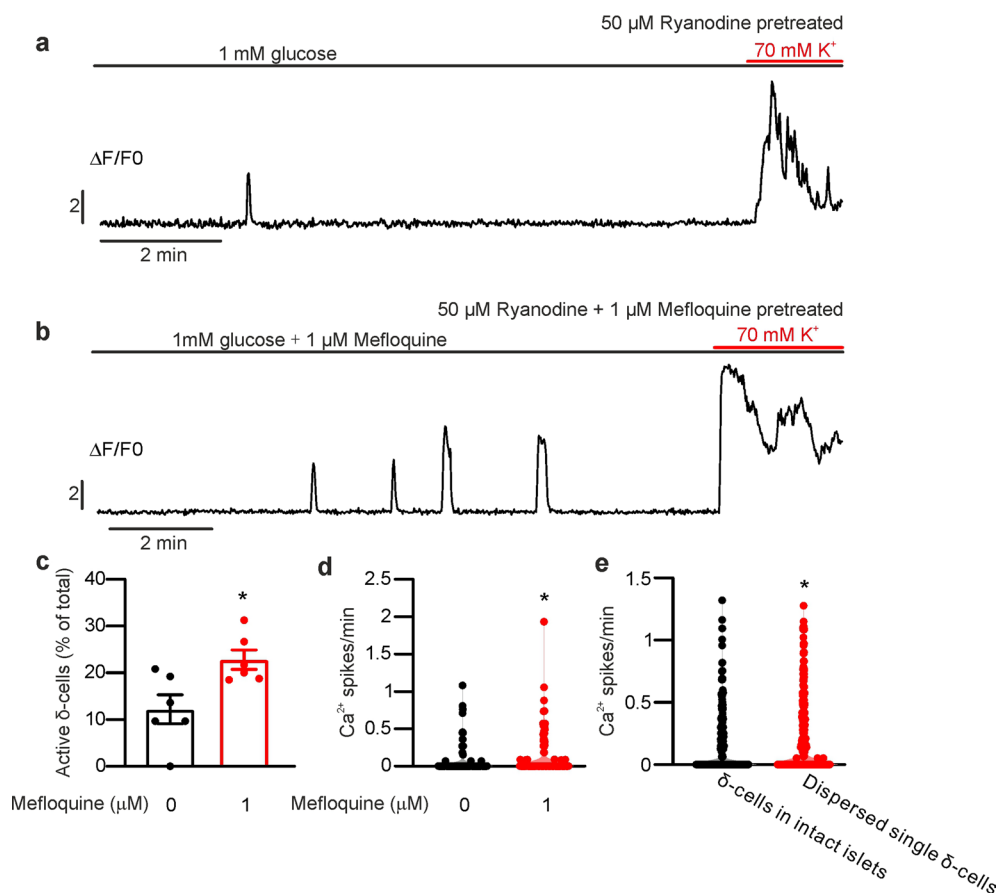 50 µM Ryanodine pretreated
a
1 mM glucose
70 mM K⁺
ΔF/F0
2
2 min
50 µM Ryanodine + 1 µM Mefloquine pretreated
b
1mM glucose + 1 µM Mefloquine
70 mM K⁺
ΔF/F0
2
2 min
c
Active δ-cells (% of total)
40
30
20
10
0
*
Mefloquine (µM) 0 1
d
Ca²⁺ spikes/min
2.5
2
1.5
1
0.5
0
*
Mefloquine (µM) 0 1
e
Ca²⁺ spikes/min
1.5
1
0.5
0
*
δ-cells in intact islets
Dispersed single δ-cells